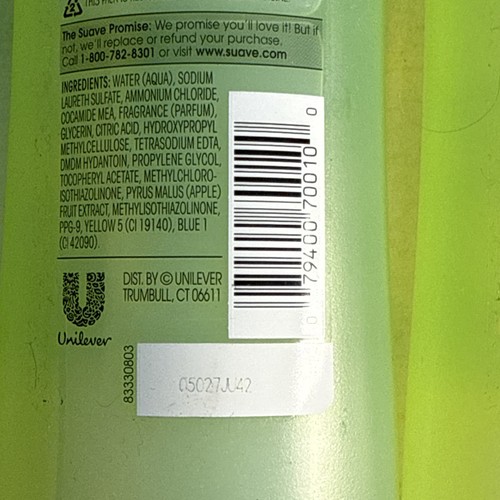 The Suave Promise: We promise you'll love it! But if
not, we'll replace or refund your purchase.
Call 1-800-782-8301 or visit www.suave.com
INGREDIENTS: WATER (AQUA), SODIUM
LAURETH SULFATE, AMMONIUM CHLORIDE,
COCAMIDE MEA, FRAGRANCE (PARFUM),
GLYCERIN, CITRIC ACID, HYDROXYPROPYL
METHYLCELLULOSE, TETRASODIUM EDTA,
DMDM HYDANTOIN, PROPYLENE GLYCOL,
TOCOPHERYL ACETATE, METHYLCHLORO-
ISOTHIAZOLINONE, PYRUS MALUS (APPLE)
FRUIT EXTRACT, METHYLISOTHIAZOLINONE,
PPG-9, YELLOW 5 (CI 19140), BLUE 1
(CI 42090).
0 79400 70010 0
DIST. BY © UNILEVER
TRUMBULL, CT 06611
Unilever
83330803
05027JU42